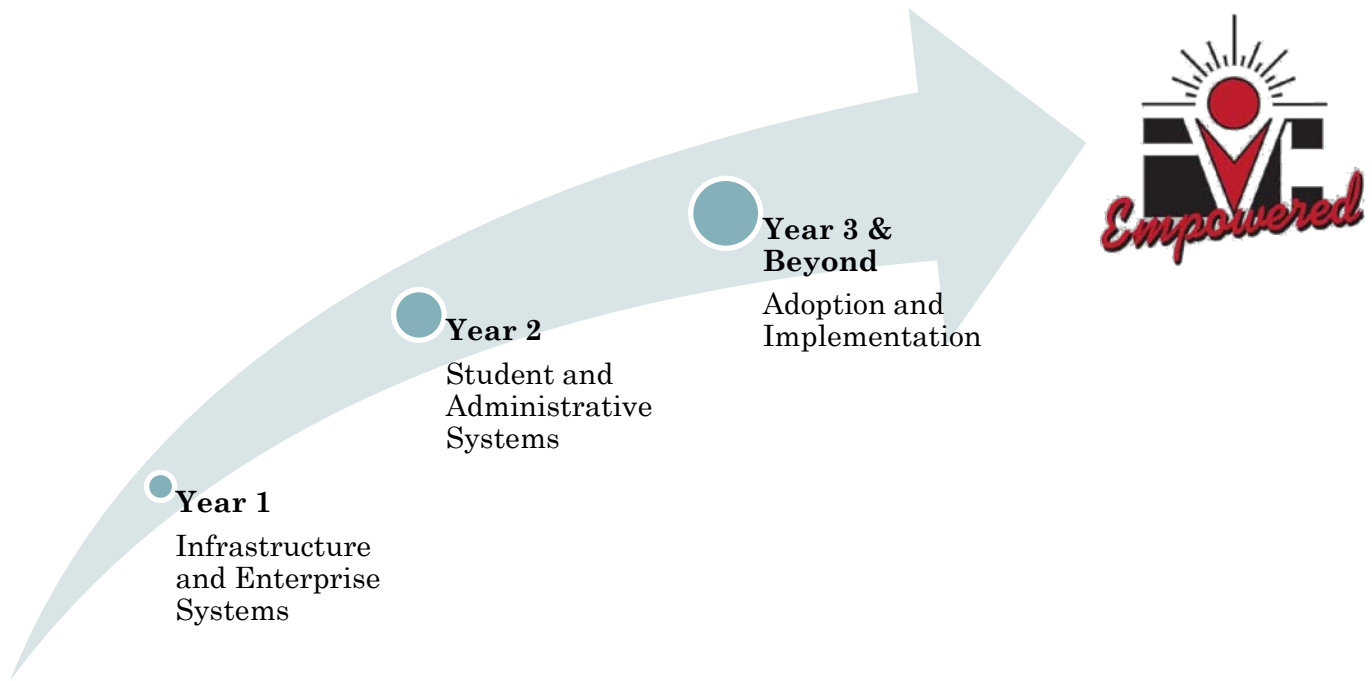 Year 1
Infrastructure
and Enterprise
Systems
Year 2
Student and
Administrative
Systems
Year 3 &
Beyond
Adoption and
Implementation
IVC
Empowered